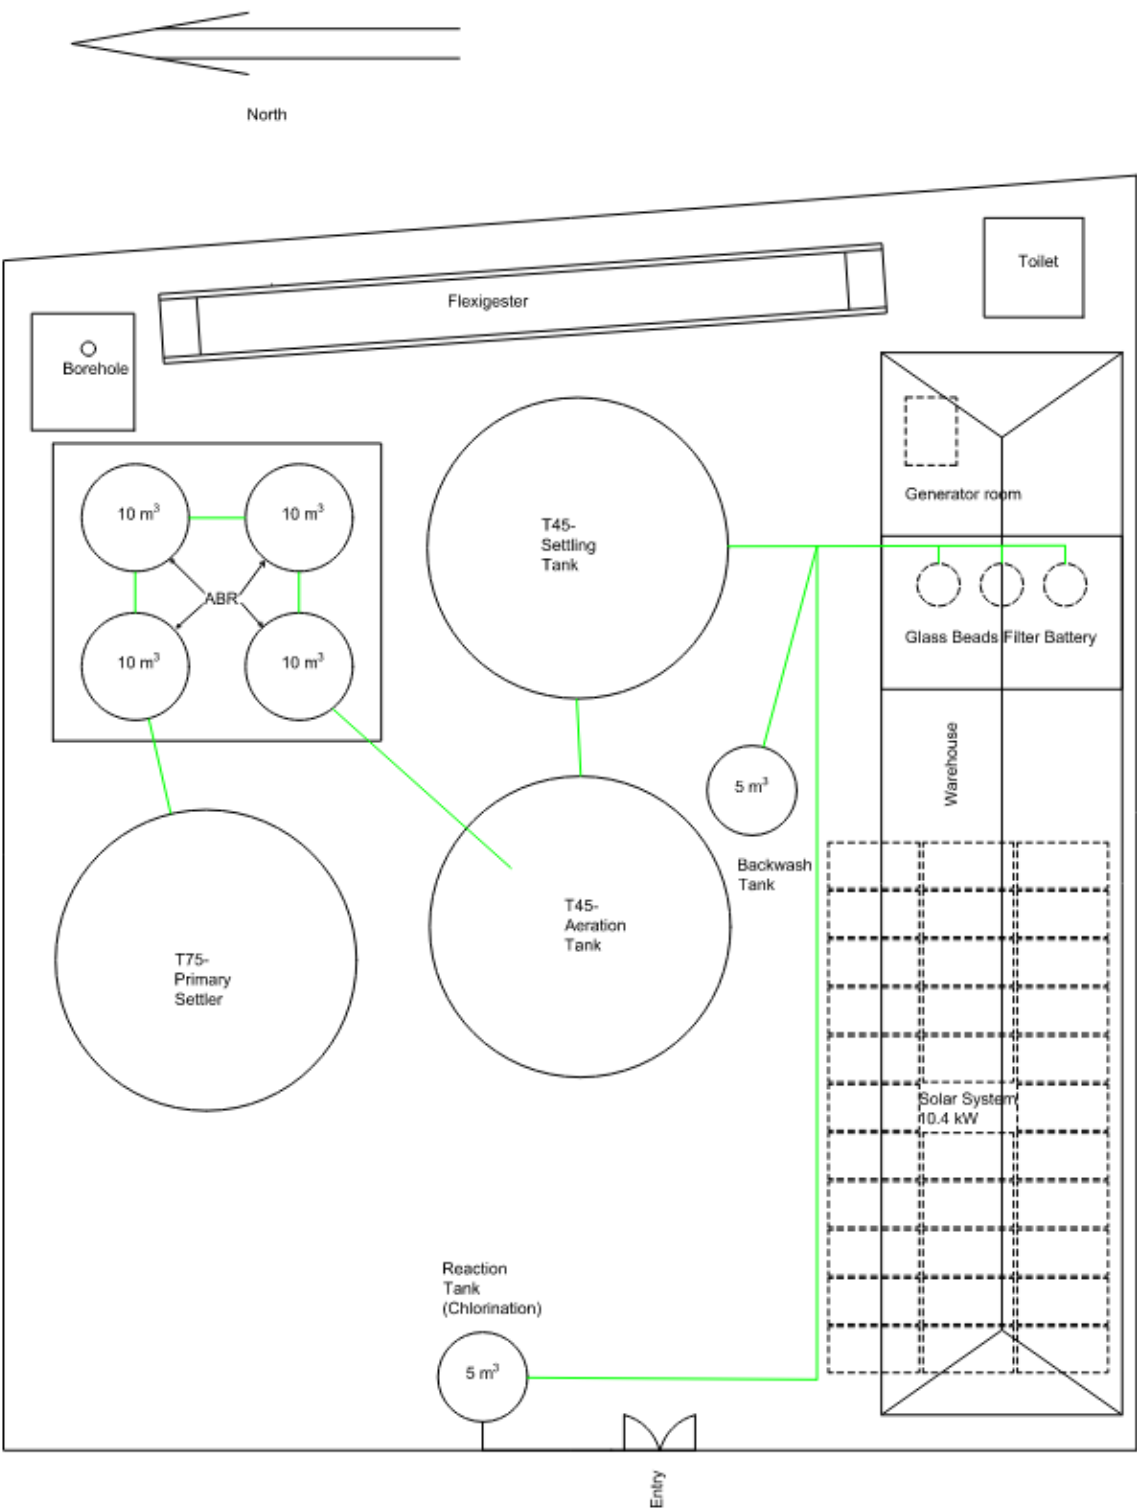 North
Toilet
Flexigester
Borehole
Generator room
10 m³
10 m³
ABR
10 m³
10 m³
T45-
Settling
Tank
Glass Beads Filter Battery
Warehouse
5 m³
Backwash
Tank
T45-
Aeration
Tank
T75-
Primary
Settler
Solar System
10.4 kW
Reaction
Tank
(Chlorination)
5 m³
Entry